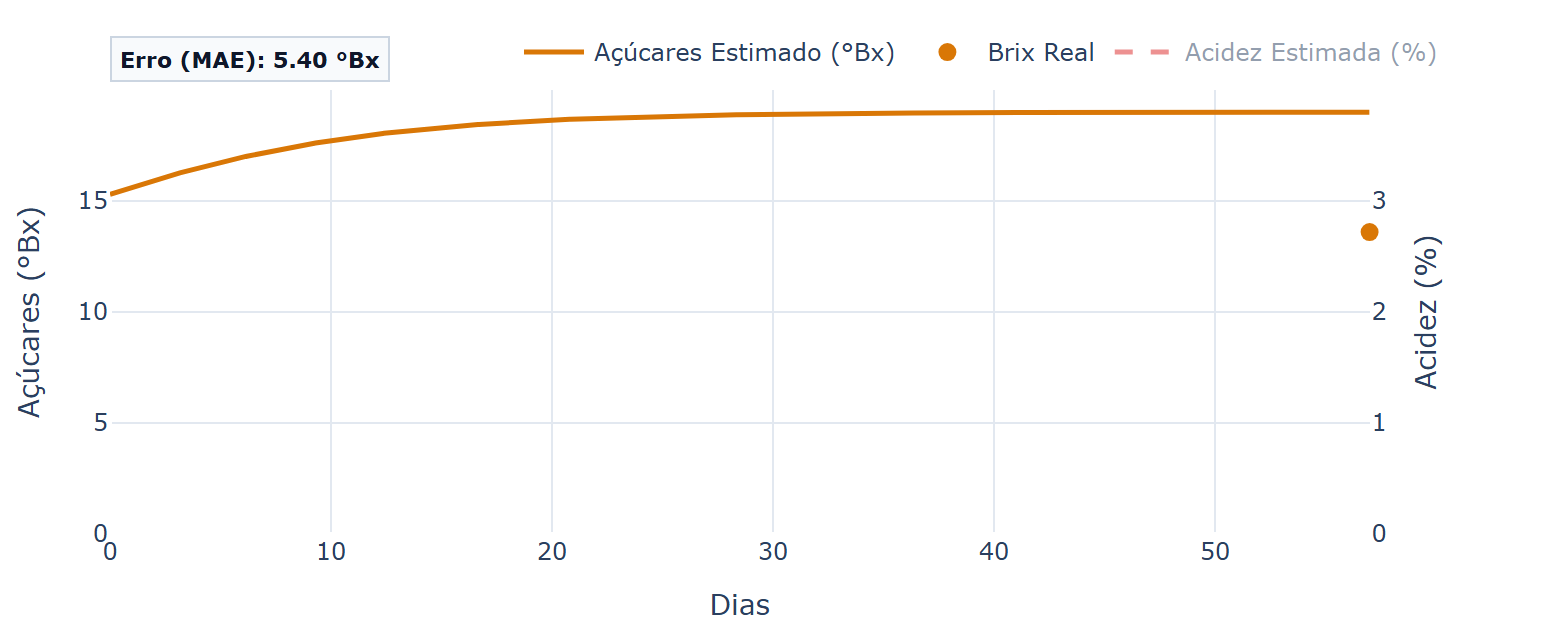 Erro (MAE): 5.40 ºBx
Açúcares Estimado (°Bx)
Brix Real
Acidez Estimada (%)
Açúcares (°Bx)
15
10
5
0
3
2
1
0
Acidez (%)
0
10
20
30
40
50
Dias